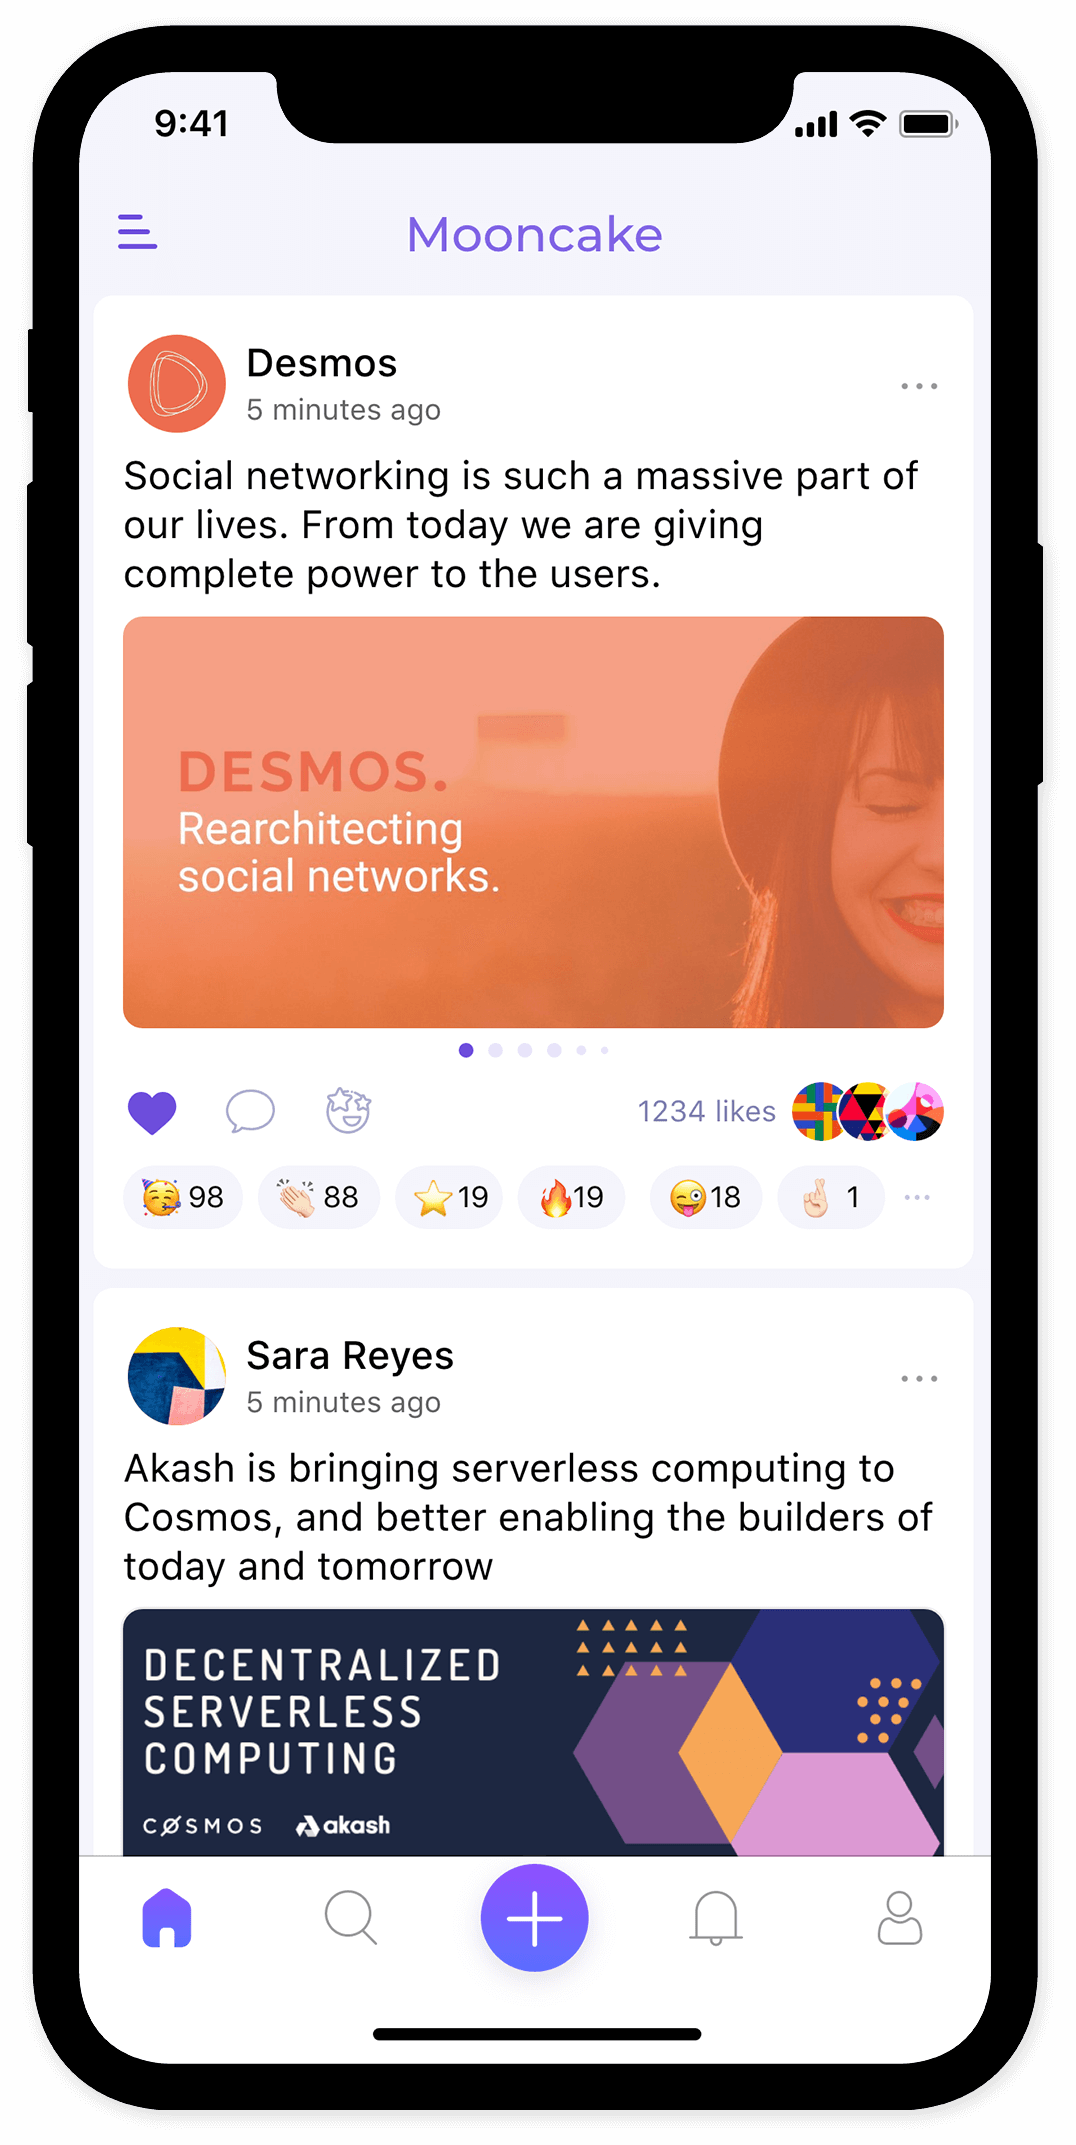 9:41
Mooncake
Desmos
5 minutes ago
Social networking is such a massive part of
our lives. From today we are giving
complete power to the users.
DESMOS.
Rearchitecting
social networks.
1234 likes
98 88 19 19 18 1
Sara Reyes
5 minutes ago
Akash is bringing serverless computing to
Cosmos, and better enabling the builders of
today and tomorrow
DECENTRALIZED
SERVERLESS
COMPUTING
CØSMOS akash